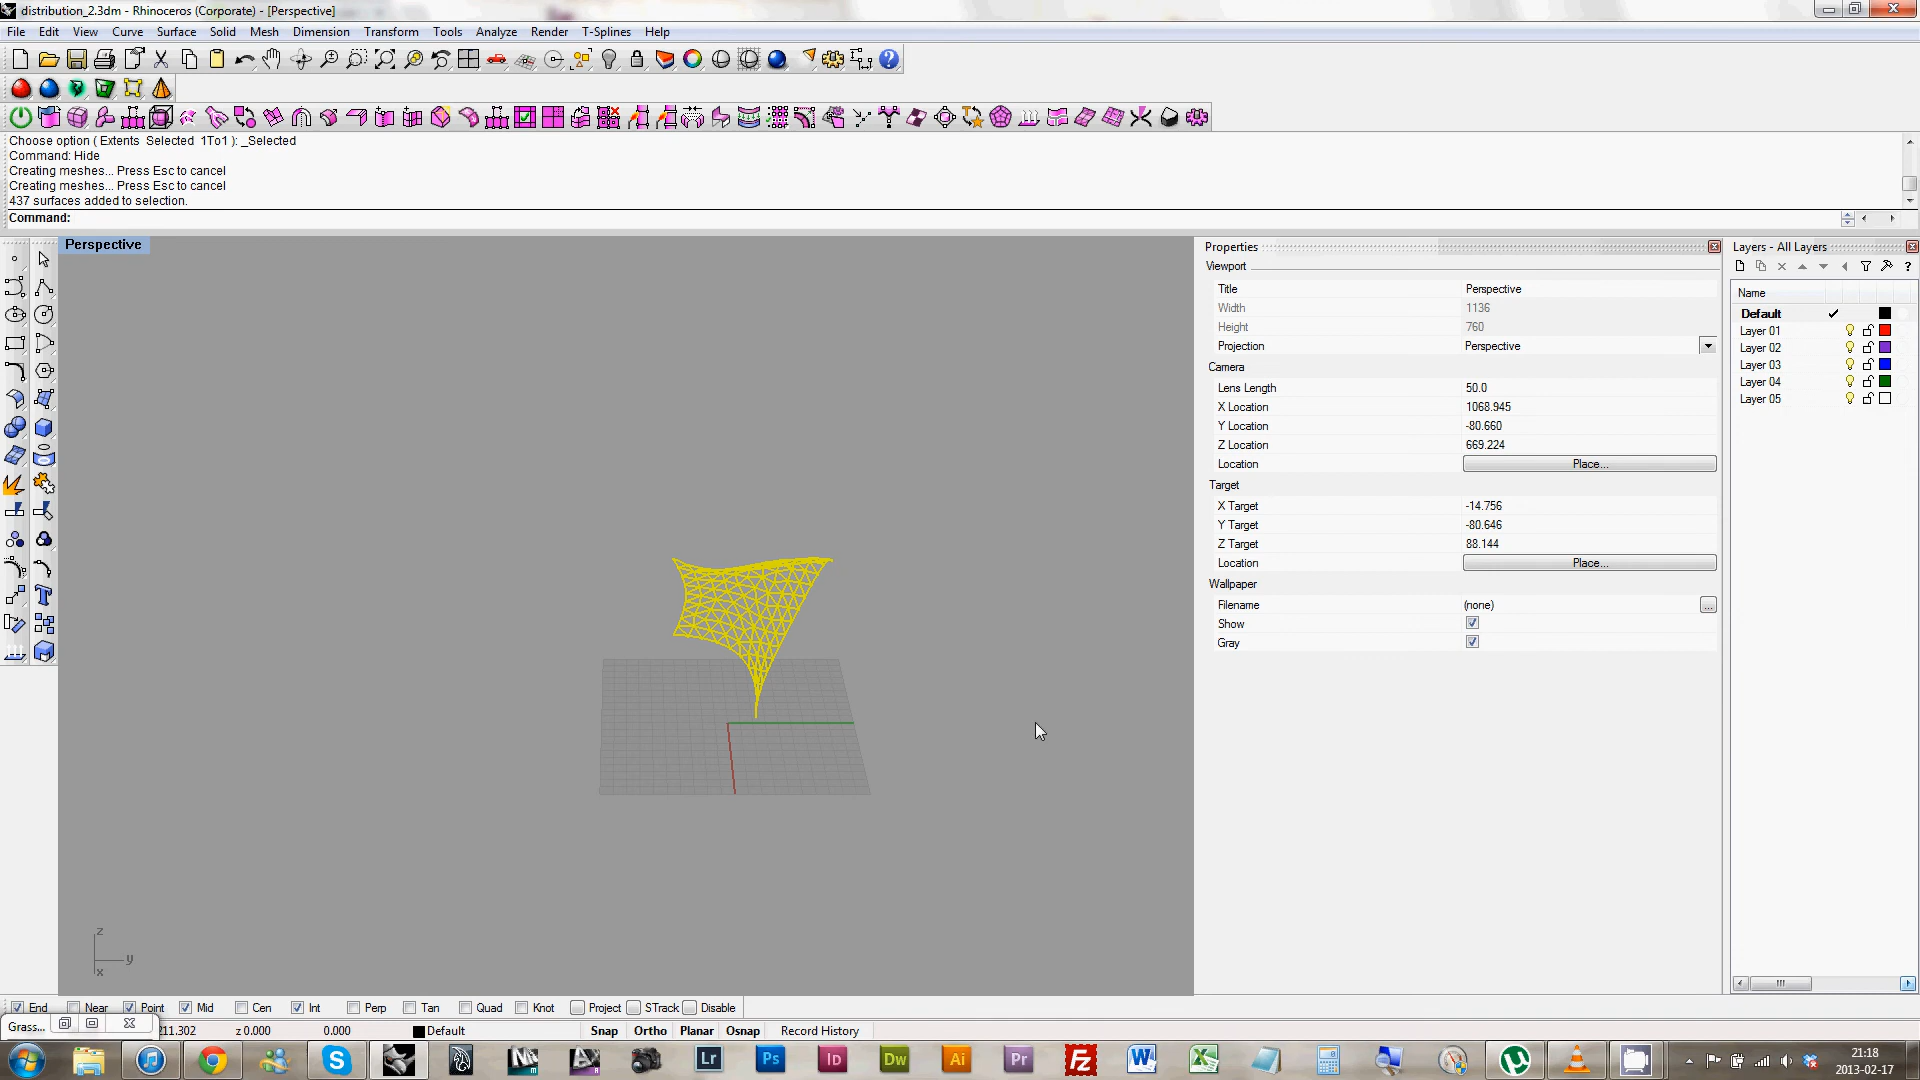 distribution_2.3dm - Rhinoceros (Corporate) - [Perspective]
File Edit View Curve Surface Solid Mesh Dimension Transform Tools Analyze Render T-Splines Help
Choose option ( Extents Selected 1To1 ): _Selected
Command: Hide
Creating meshes... Press Esc to cancel
Creating meshes... Press Esc to cancel
437 surfaces added to selection.
Command:
Perspective
Properties
Viewport
Title Perspective
Width 1136
Height 760
Projection Perspective
Camera
Lens Length 50.0
X Location 1068.945
Y Location -80.660
Z Location 669.224
Location Place...
Target
X Target -14.756
Y Target -80.646
Z Target 88.144
Location Place...
Wallpaper
Filename (none) ...
Show
Gray
Layers - All Layers
Name
Default
Layer 01
Layer 02
Layer 03
Layer 04
Layer 05
z
y
x
End Near Point Mid Cen Int Perp Tan Quad Knot Project STrack Disable
Grass... 211.302 z 0.000 0.000 Default Snap Ortho Planar Osnap Record History
Lr Ps Id Dw Ai Pr Fz W X
21:18
2013-02-17